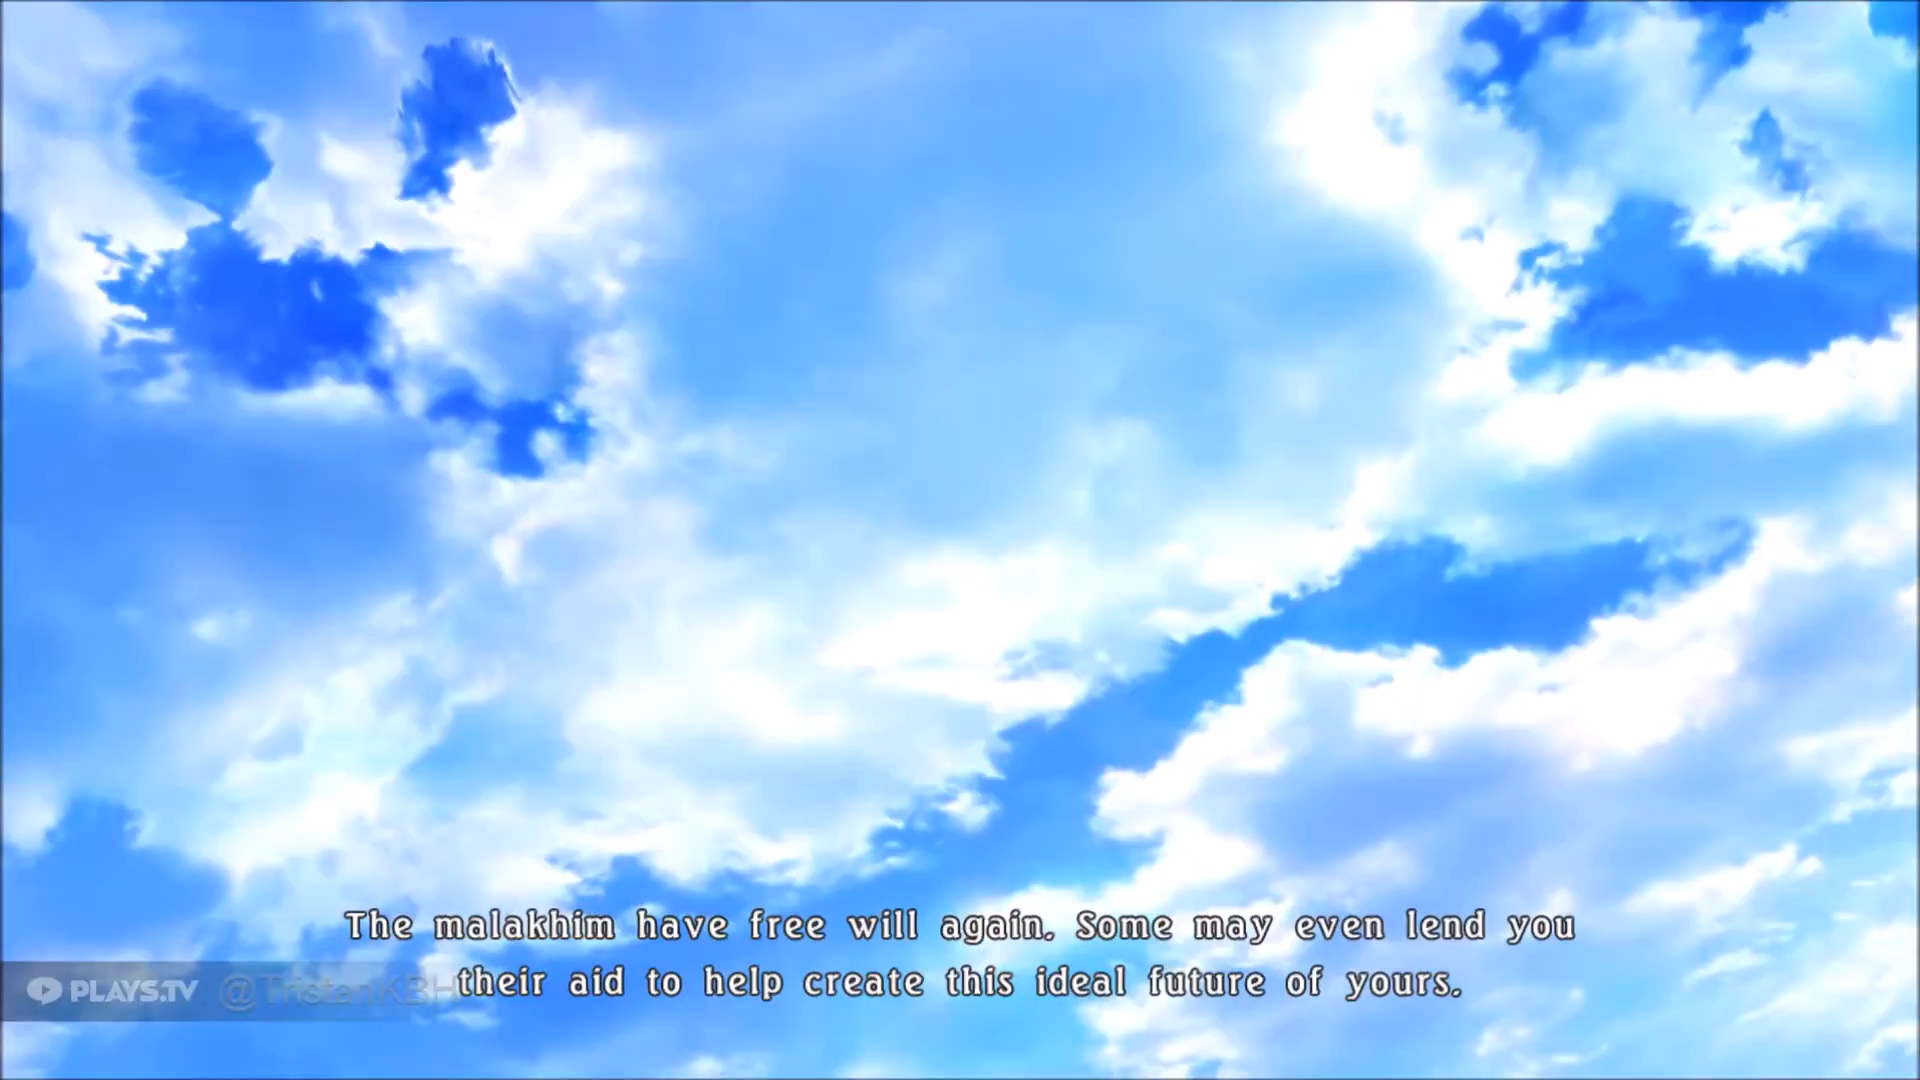 The malakhim have free will again. Some may even lend you
their aid to help create this ideal future of yours.
PLAYS.TV @TristanKBH